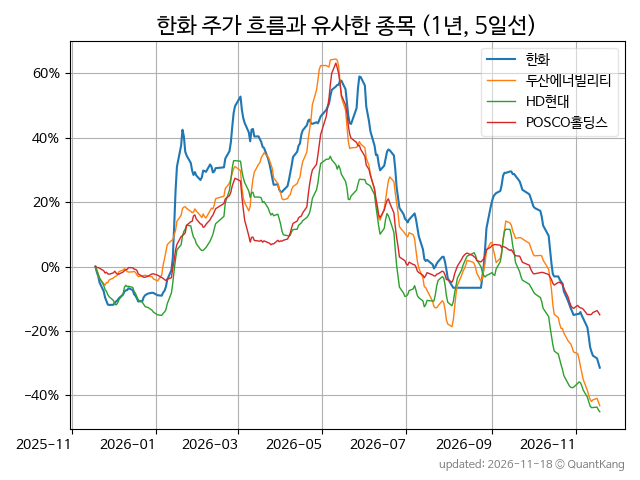 한화 주가 흐름과 유사한 종목 (1년, 5일선)
한화
두산에너빌리티
HD현대
POSCO홀딩스
60%
40%
20%
0%
−20%
−40%
2025−11
2026−01
2026−03
2026−05
2026−07
2026−09
2026−11
updated: 2026-11-18 © QuantKang